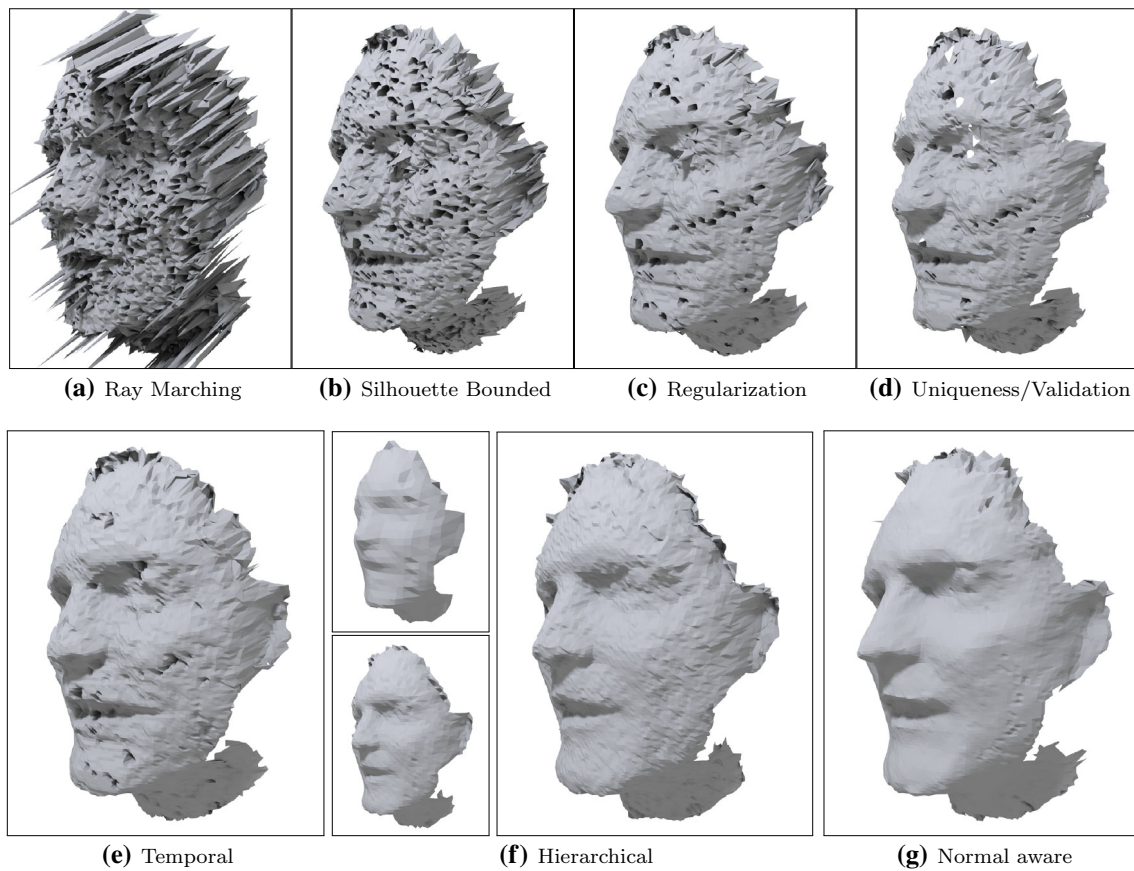 (a) Ray Marching
(b) Silhouette Bounded
(c) Regularization
(d) Uniqueness/Validation
(e) Temporal
(f) Hierarchical
(g) Normal aware